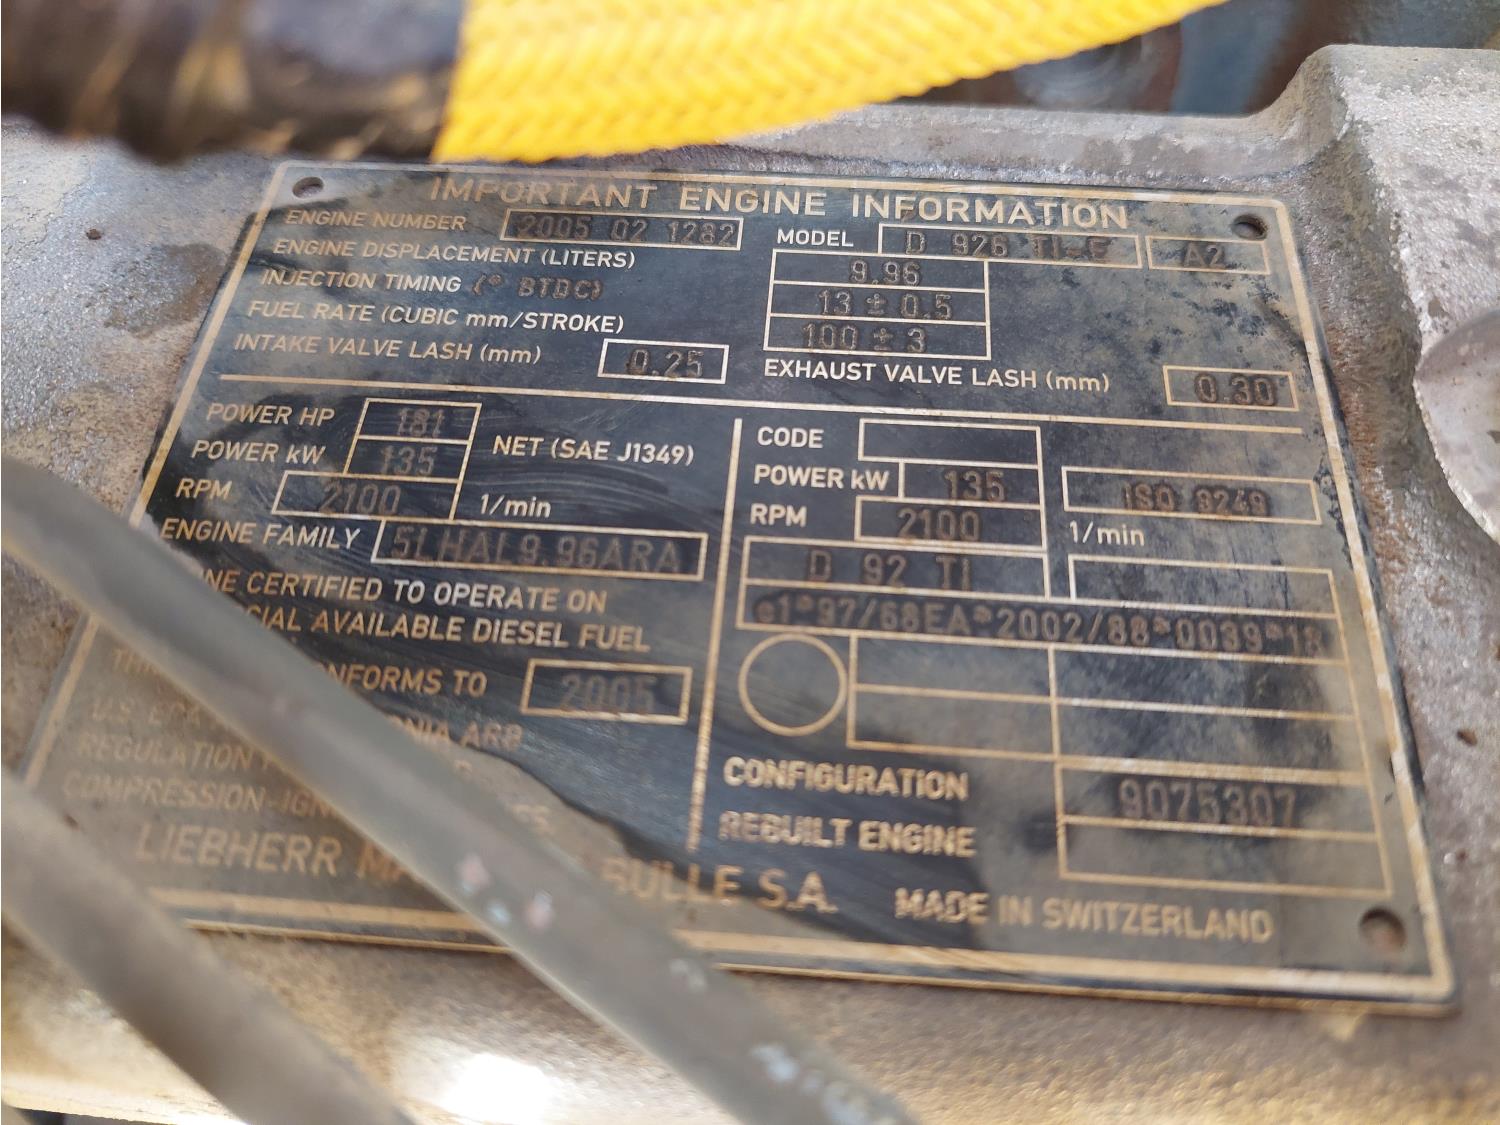 IMPORTANT ENGINE INFORMATION
ENGINE NUMBER 2005 02 1282 MODEL D 926 TI-E A2
ENGINE DISPLACEMENT (LITERS) 9.96
INJECTION TIMING (° BTDC) 13 ± 0.5
FUEL RATE (CUBIC mm/STROKE) 100 ± 3
INTAKE VALVE LASH (mm) 0.25 EXHAUST VALVE LASH (mm) 0.30
POWER HP 181
POWER kW 135 NET (SAE J1349)
RPM 2100 1/min
ENGINE FAMILY 5LHAL9.96ARA
CERTIFIED TO OPERATE ON
AVAILABLE DIESEL FUEL
TO 2005
U.S.
REGULATION
LIEBHERR BULLE S.A.
CODE
POWER kW 135 ISO 9249
RPM 2100 1/min
D 92 TI
e1*97/68EA*2002/88*0039*18
CONFIGURATION 9075307
REBUILT ENGINE
MADE IN SWITZERLAND